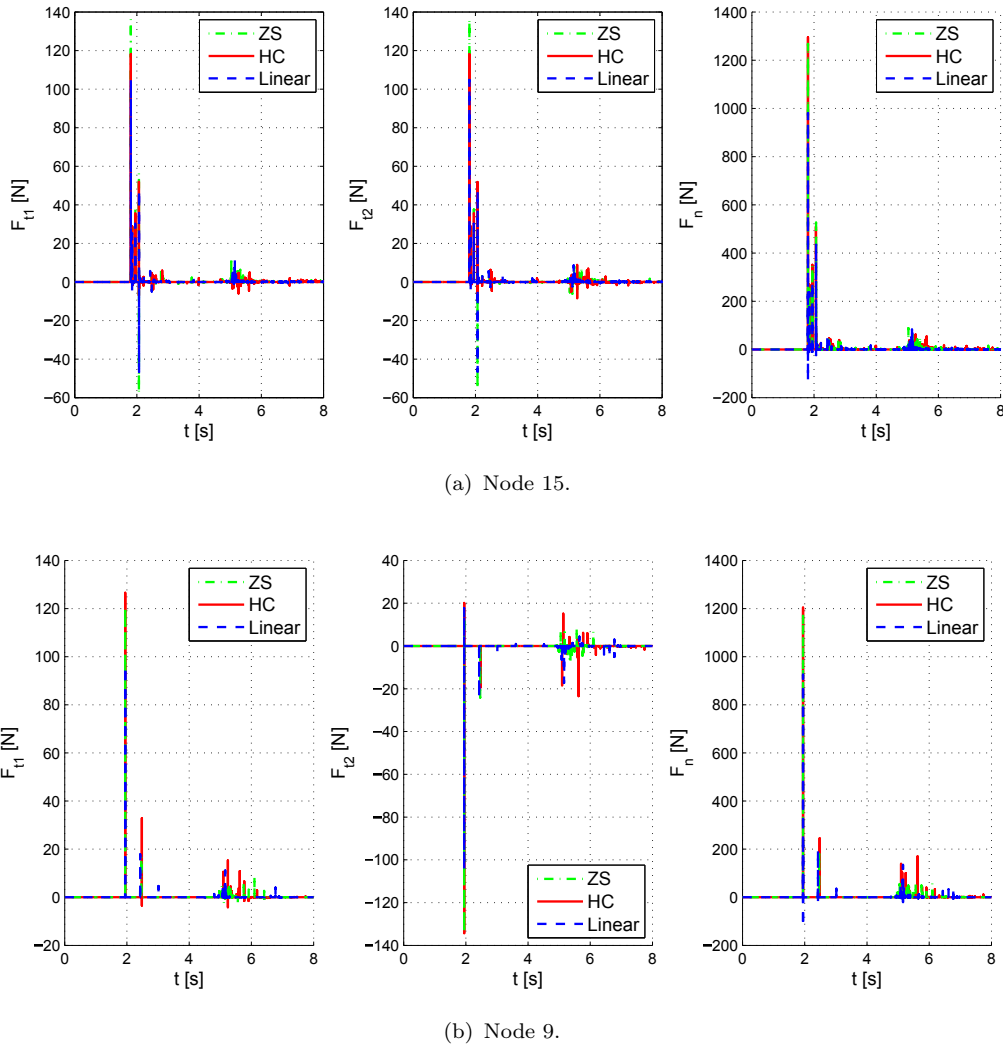 140
120
100
80
60
40
20
0
−20
−40
−60
0 2 4 6 8
F_t1 [N]
t [s]
ZS
HC
Linear
140
120
100
80
60
40
20
0
−20
−40
−60
0 2 4 6 8
F_t2 [N]
t [s]
ZS
HC
Linear
1400
1200
1000
800
600
400
200
0
−200
0 2 4 6 8
F_n [N]
t [s]
ZS
HC
Linear
(a) Node 15.
140
120
100
80
60
40
20
0
−20
0 2 4 6 8
F_t1 [N]
t [s]
ZS
HC
Linear
40
20
0
−20
−40
−60
−80
−100
−120
−140
0 2 4 6 8
F_t2 [N]
t [s]
ZS
HC
Linear
1400
1200
1000
800
600
400
200
0
−200
0 2 4 6 8
F_n [N]
t [s]
ZS
HC
Linear
(b) Node 9.